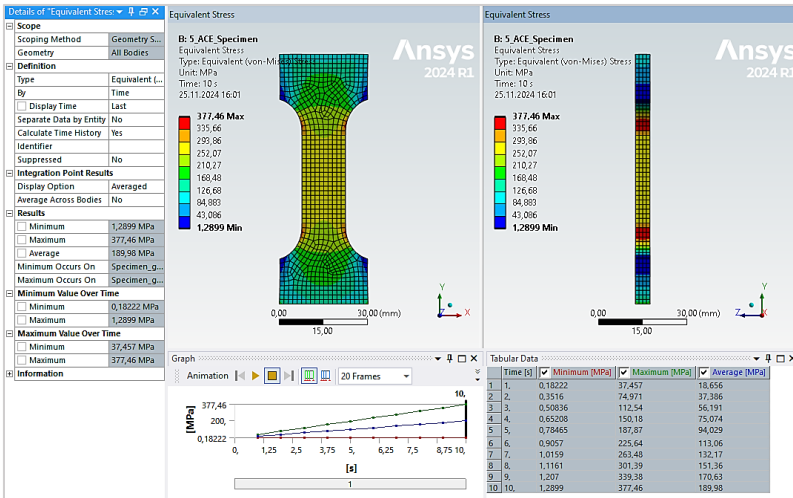 Details of "Equivalent Stres:
Scope
Scoping Method Geometry S...
Geometry All Bodies
Definition
Type Equivalent (...
By Time
Display Time Last
Separate Data by Entity No
Calculate Time History Yes
Identifier
Suppressed No
Integration Point Results
Display Option Averaged
Average Across Bodies No
Results
Minimum 1,2899 MPa
Maximum 377,46 MPa
Average 189,98 MPa
Minimum Occurs On Specimen_g...
Maximum Occurs On Specimen_g...
Minimum Value Over Time
Minimum 0,18222 MPa
Maximum 1,2899 MPa
Maximum Value Over Time
Minimum 37,457 MPa
Maximum 377,46 MPa
Information
Equivalent Stress
B: 5_ACE_Specimen
Equivalent Stress
Type: Equivalent (von-Mises) Stress
Unit: MPa
Time: 10 s
25.11.2024 16:01
377,46 Max
335,66
293,86
252,07
210,27
168,48
126,68
84,883
43,086
1,2899 Min
Ansys
2024 R1
Y
Z
X
0,00 30,00 (mm)
15,00
Equivalent Stress
B: 5_ACE_Specimen
Equivalent Stress
Type: Equivalent (von-Mises) Stress
Unit: MPa
Time: 10 s
25.11.2024 16:01
377,46 Max
335,66
293,86
252,07
210,27
168,48
126,68
84,883
43,086
1,2899 Min
Ansys
2024 R1
Y
Z
X
0,00 30,00 (mm)
15,00
Graph
Animation 20 Frames
10,
377,46
200,
0,18222
[MPa]
0, 1,25 2,5 3,75 5, 6,25 7,5 8,75 10,
[s]
1
Tabular Data
Time [s] Minimum [MPa] Maximum [MPa] Average [MPa]
1 1, 0,18222 37,457 18,656
2 2, 0,3516 74,971 37,386
3 3, 0,50836 112,54 56,191
4 4, 0,65208 150,18 75,074
5 5, 0,78465 187,87 94,029
6 6, 0,9057 225,64 113,06
7 7, 1,0159 263,48 132,17
8 8, 1,1161 301,39 151,36
9 9, 1,207 339,38 170,63
10 10, 1,2899 377,46 189,98